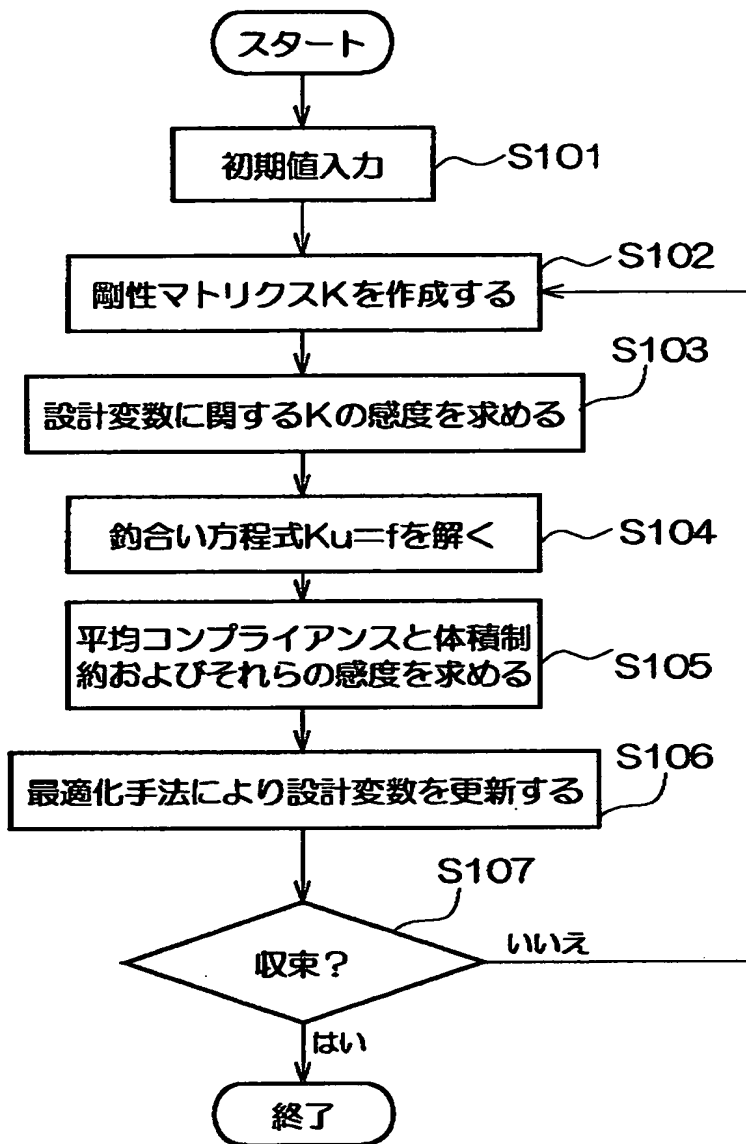 スタート
初期値入力
S101
剛性マトリクスKを作成する
S102
設計変数に関するKの感度を求める
S103
釣合い方程式Ku=fを解く
S104
平均コンプライアンスと体積制
約およびそれらの感度を求める
S105
最適化手法により設計変数を更新する
S106
収束?
S107
いいえ
はい
終了